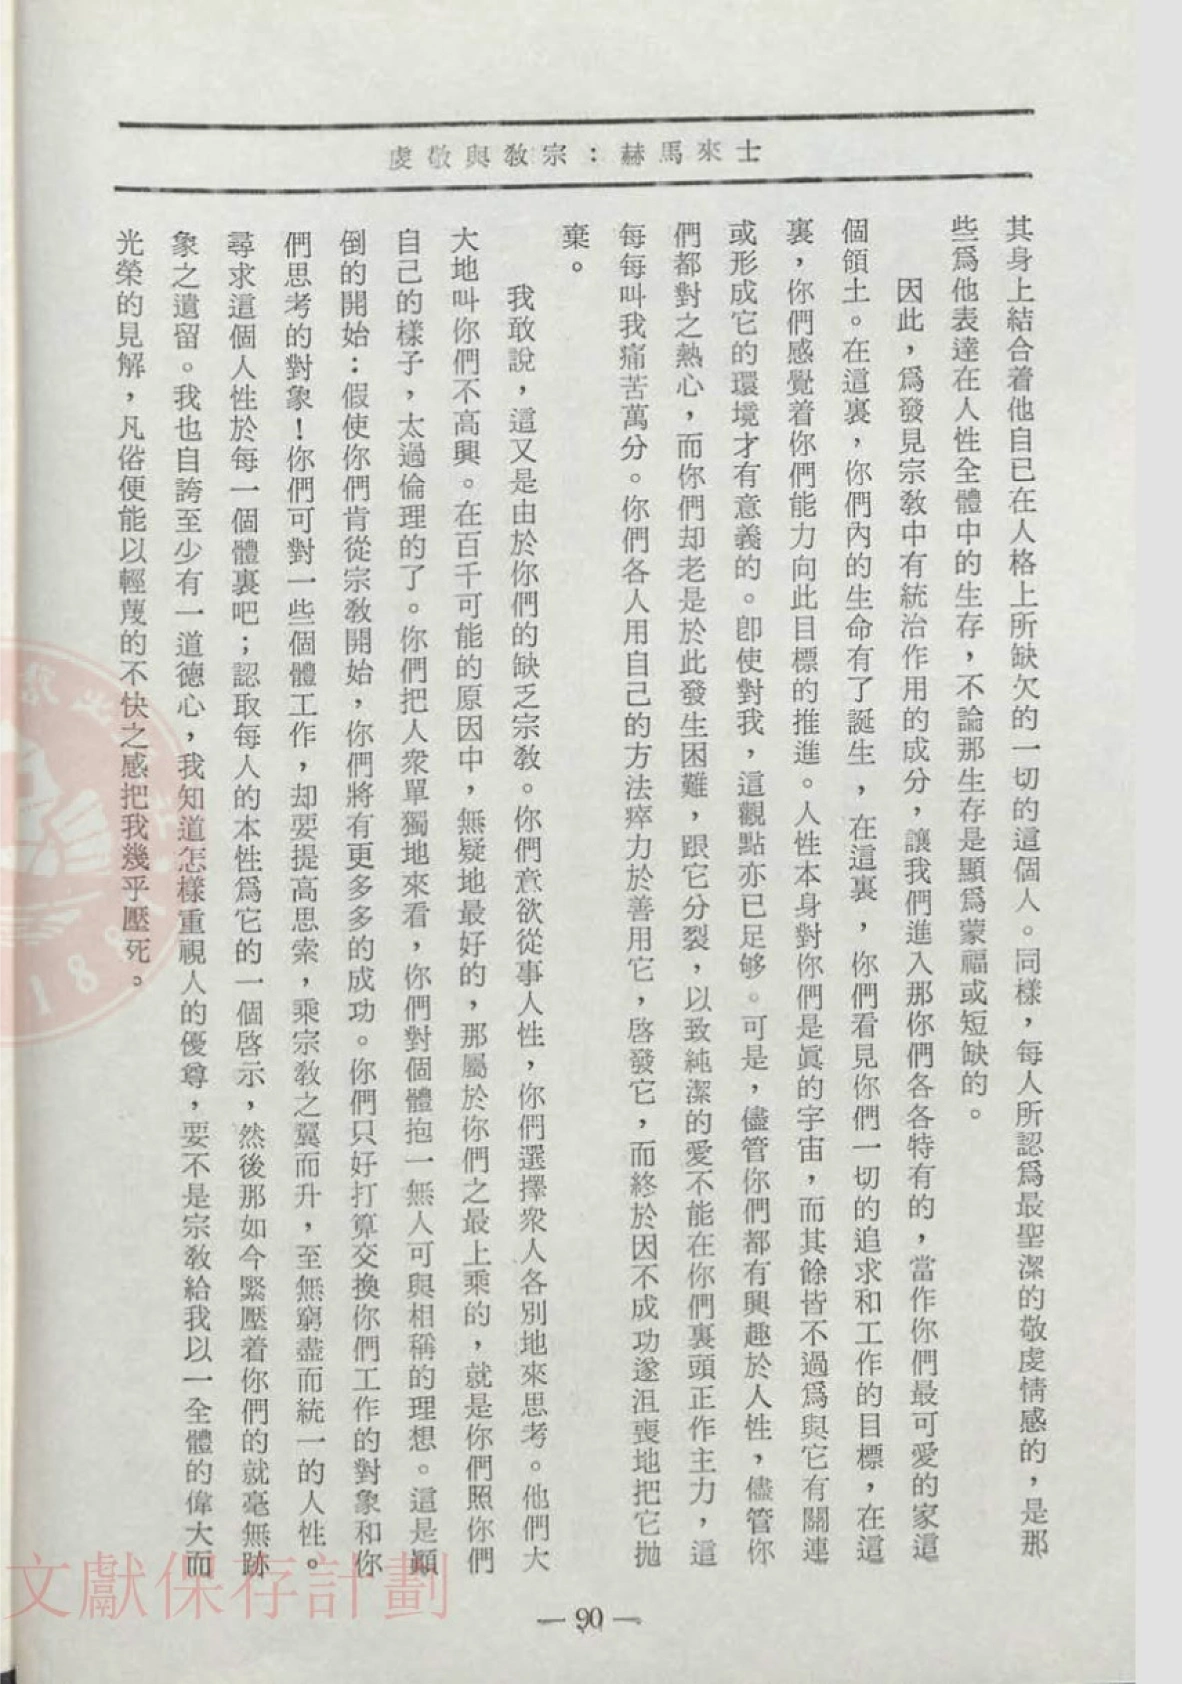 士來馬赫：宗教與敬虔
其身上結合着他自已在人格上所缺欠的一切的這個人。同樣，每人所認爲最聖潔的敬虔情感的，是那
些爲他表達在人性全體中的生存，不論那生存是顯爲蒙福或短缺的。
因此，爲發見宗教中有統治作用的成分，讓我們進入那你們各各特有的，當作你們最可愛的家這
個領土。在這裏，你們內的生命有了誕生，在這裏，你們看見你們一切的追求和工作的目標，在這
裏，你們感覺着你們能力向此目標的推進。人性本身對你們是眞的宇宙，而其餘皆不過爲與它有關連
或形成它的環境才有意義的。卽使對我，這觀點亦已足够。可是，儘管你們都有興趣於人性，儘管你
們都對之熱心，而你們却老是於此發生困難，跟它分裂，以致純潔的愛不能在你們裏頭正作主力，這
每每叫我痛苦萬分。你們各人用自己的方法瘁力於善用它，啓發它，而終於因不成功遂沮喪地把它抛
棄。
我敢說，這又是由於你們的缺乏宗教。你們意欲從事人性，你們選擇衆人各別地來思考。他們大
大地叫你們不高興。在百千可能的原因中，無疑地最好的，那屬於你們之最上乘的，就是你們照你們
自己的樣子，太過倫理的了。你們把人衆單獨地來看，你們對個體抱一無人可與相稱的理想。這是顚
倒的開始：假使你們肯從宗教開始，你們將有更多多的成功。你們只好打算交換你們工作的對象和你
們思考的對象！你們可對一些個體工作，却要提高思索，乘宗教之翼而升，至無窮盡而統一的人性。
尋求這個人性於每一個體裏吧；認取每人的本性爲它的一個啓示，然後那如今緊壓着你們的就毫無跡
象之遺留。我也自誇至少有一道德心，我知道怎樣重視人的優尊，要不是宗教給我以一全體的偉大而
光榮的見解，凡俗便能以輕蔑的不快之感把我幾乎壓死。
— 90 —
文獻保存計劃
188